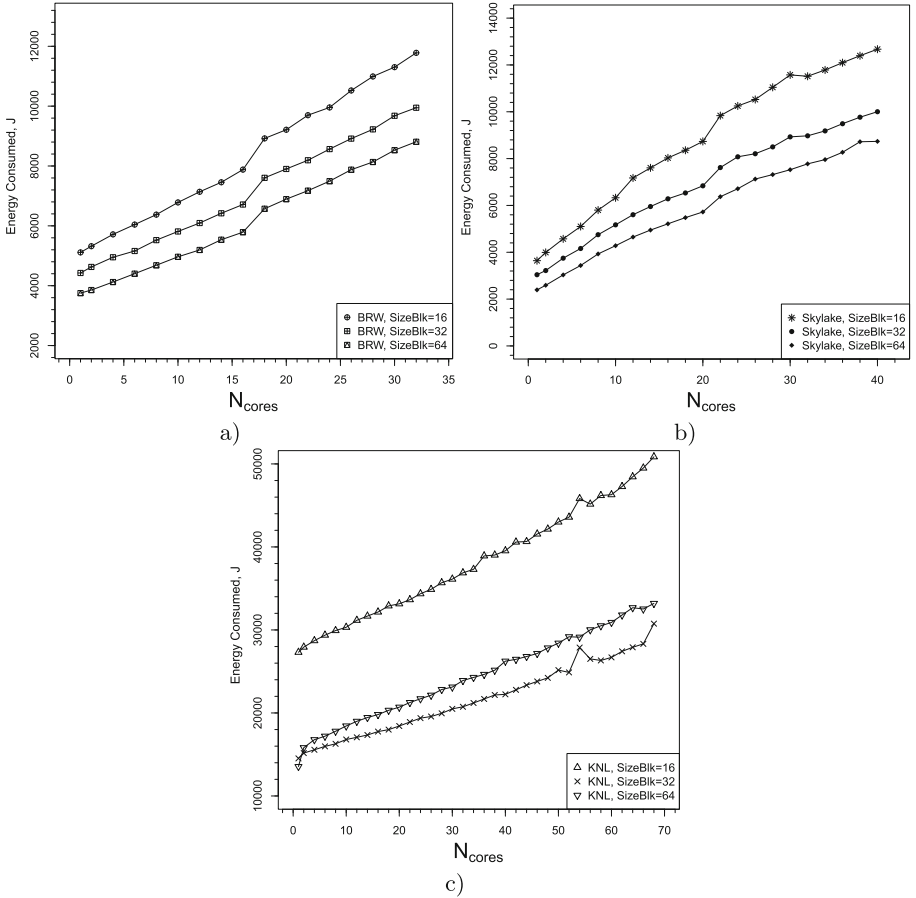 Energy Consumed, J
12000
10000
8000
6000
4000
2000
0 5 10 15 20 25 30 35
N cores
BRW, SizeBlk=16
BRW, SizeBlk=32
BRW, SizeBlk=64
a)
Energy Consumed, J
14000
12000
10000
8000
6000
4000
2000
0
0 10 20 30 40
N cores
Skylake, SizeBlk=16
Skylake, SizeBlk=32
Skylake, SizeBlk=64
b)
Energy Consumed, J
50000
40000
30000
20000
10000
0 10 20 30 40 50 60 70
N cores
KNL, SizeBlk=16
KNL, SizeBlk=32
KNL, SizeBlk=64
c)